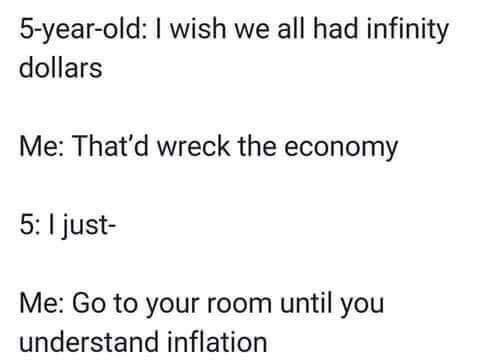 5-year-old: I wish we all had infinity
dollars
Me: That’d wreck the economy
5: I just-
Me: Go to your room until you
understand inflation